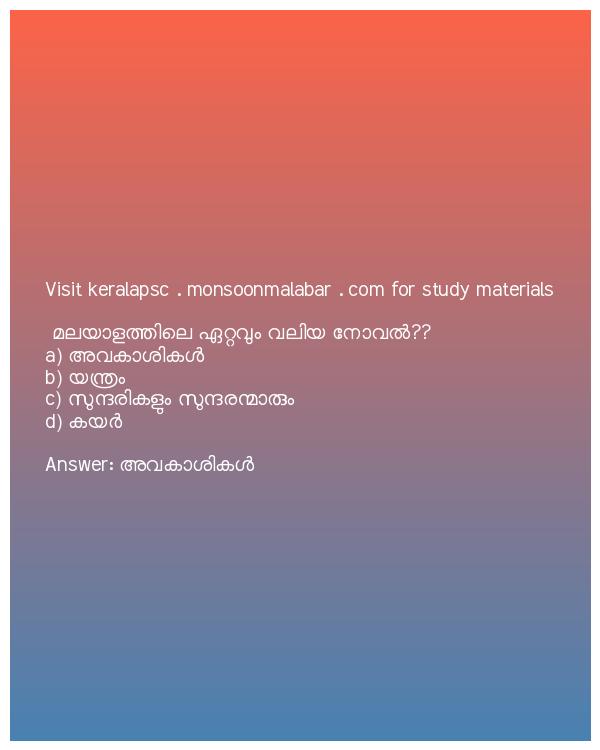 Visit keralapsc . monsoonmalabar . com for study materials
മലയാളത്തിലെ ഏറ്റവും വലിയ നോവൽ??
a) അവകാശികൾ
b) യന്ത്രം
c) സുന്ദരികളും സുന്ദരന്മാരും
d) കയർ
Answer: അവകാശികൾ